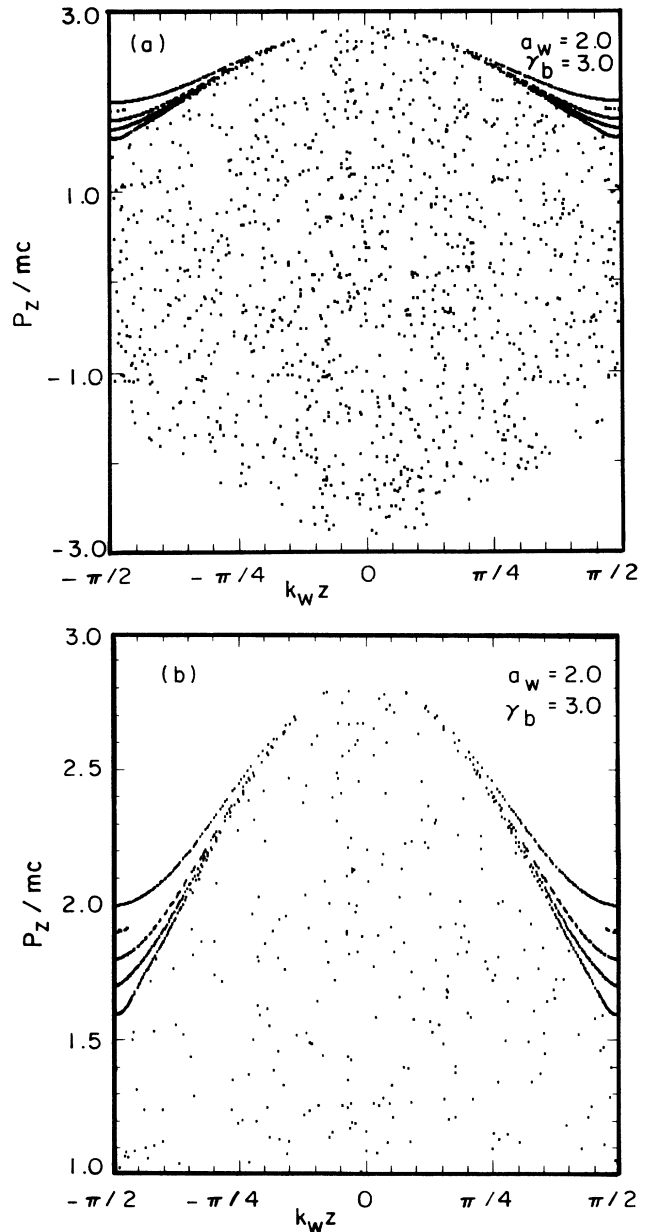 3.0
(a)
a_w = 2.0
γ_b = 3.0
1.0
P_z / mc
-1.0
-3.0
-π/2 -π/4 0 π/4 π/2
k_w z
3.0
(b)
a_w = 2.0
γ_b = 3.0
2.5
2.0
P_z / mc
1.5
1.0
-π/2 -π/4 0 π/4 π/2
k_w z